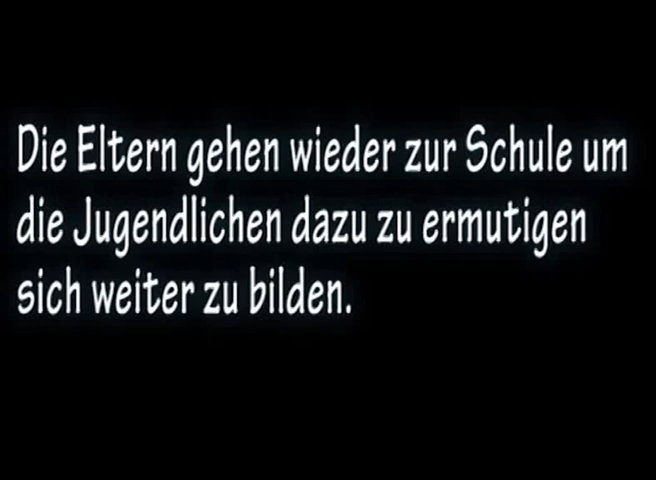 Die Eltern gehen wieder zur Schule um
die Jugendlichen dazu zu ermutigen
sich weiter zu bilden.